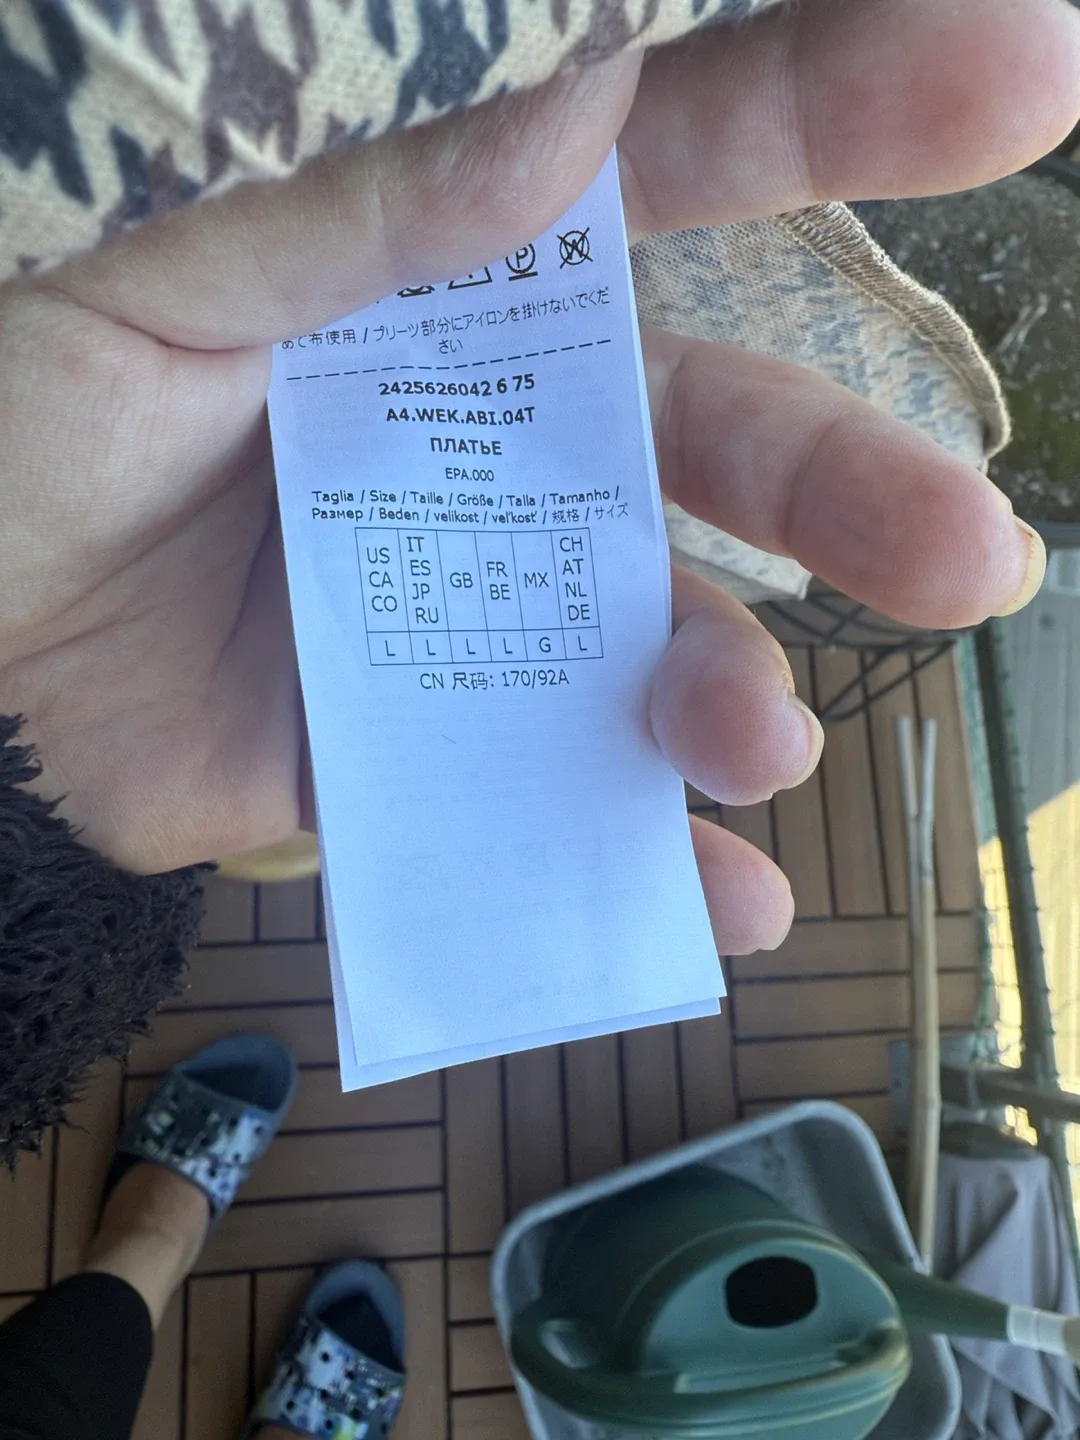 めて布使用 / プリーツ部分にアイロンを掛けないでくだ
さい
2425626042 6 75
A4.WEK.ABI.04T
ПЛАТЬЕ
EPA.000
Taglia / Size / Taille / Größe / Talla / Tamanho /
Размер / Beden / velikost / veľkosť / 规格 / サイズ
US CA CO | IT ES JP RU | GB | FR BE | MX | CH AT NL DE
L | L | L | L | G | L
CN 尺码: 170/92A